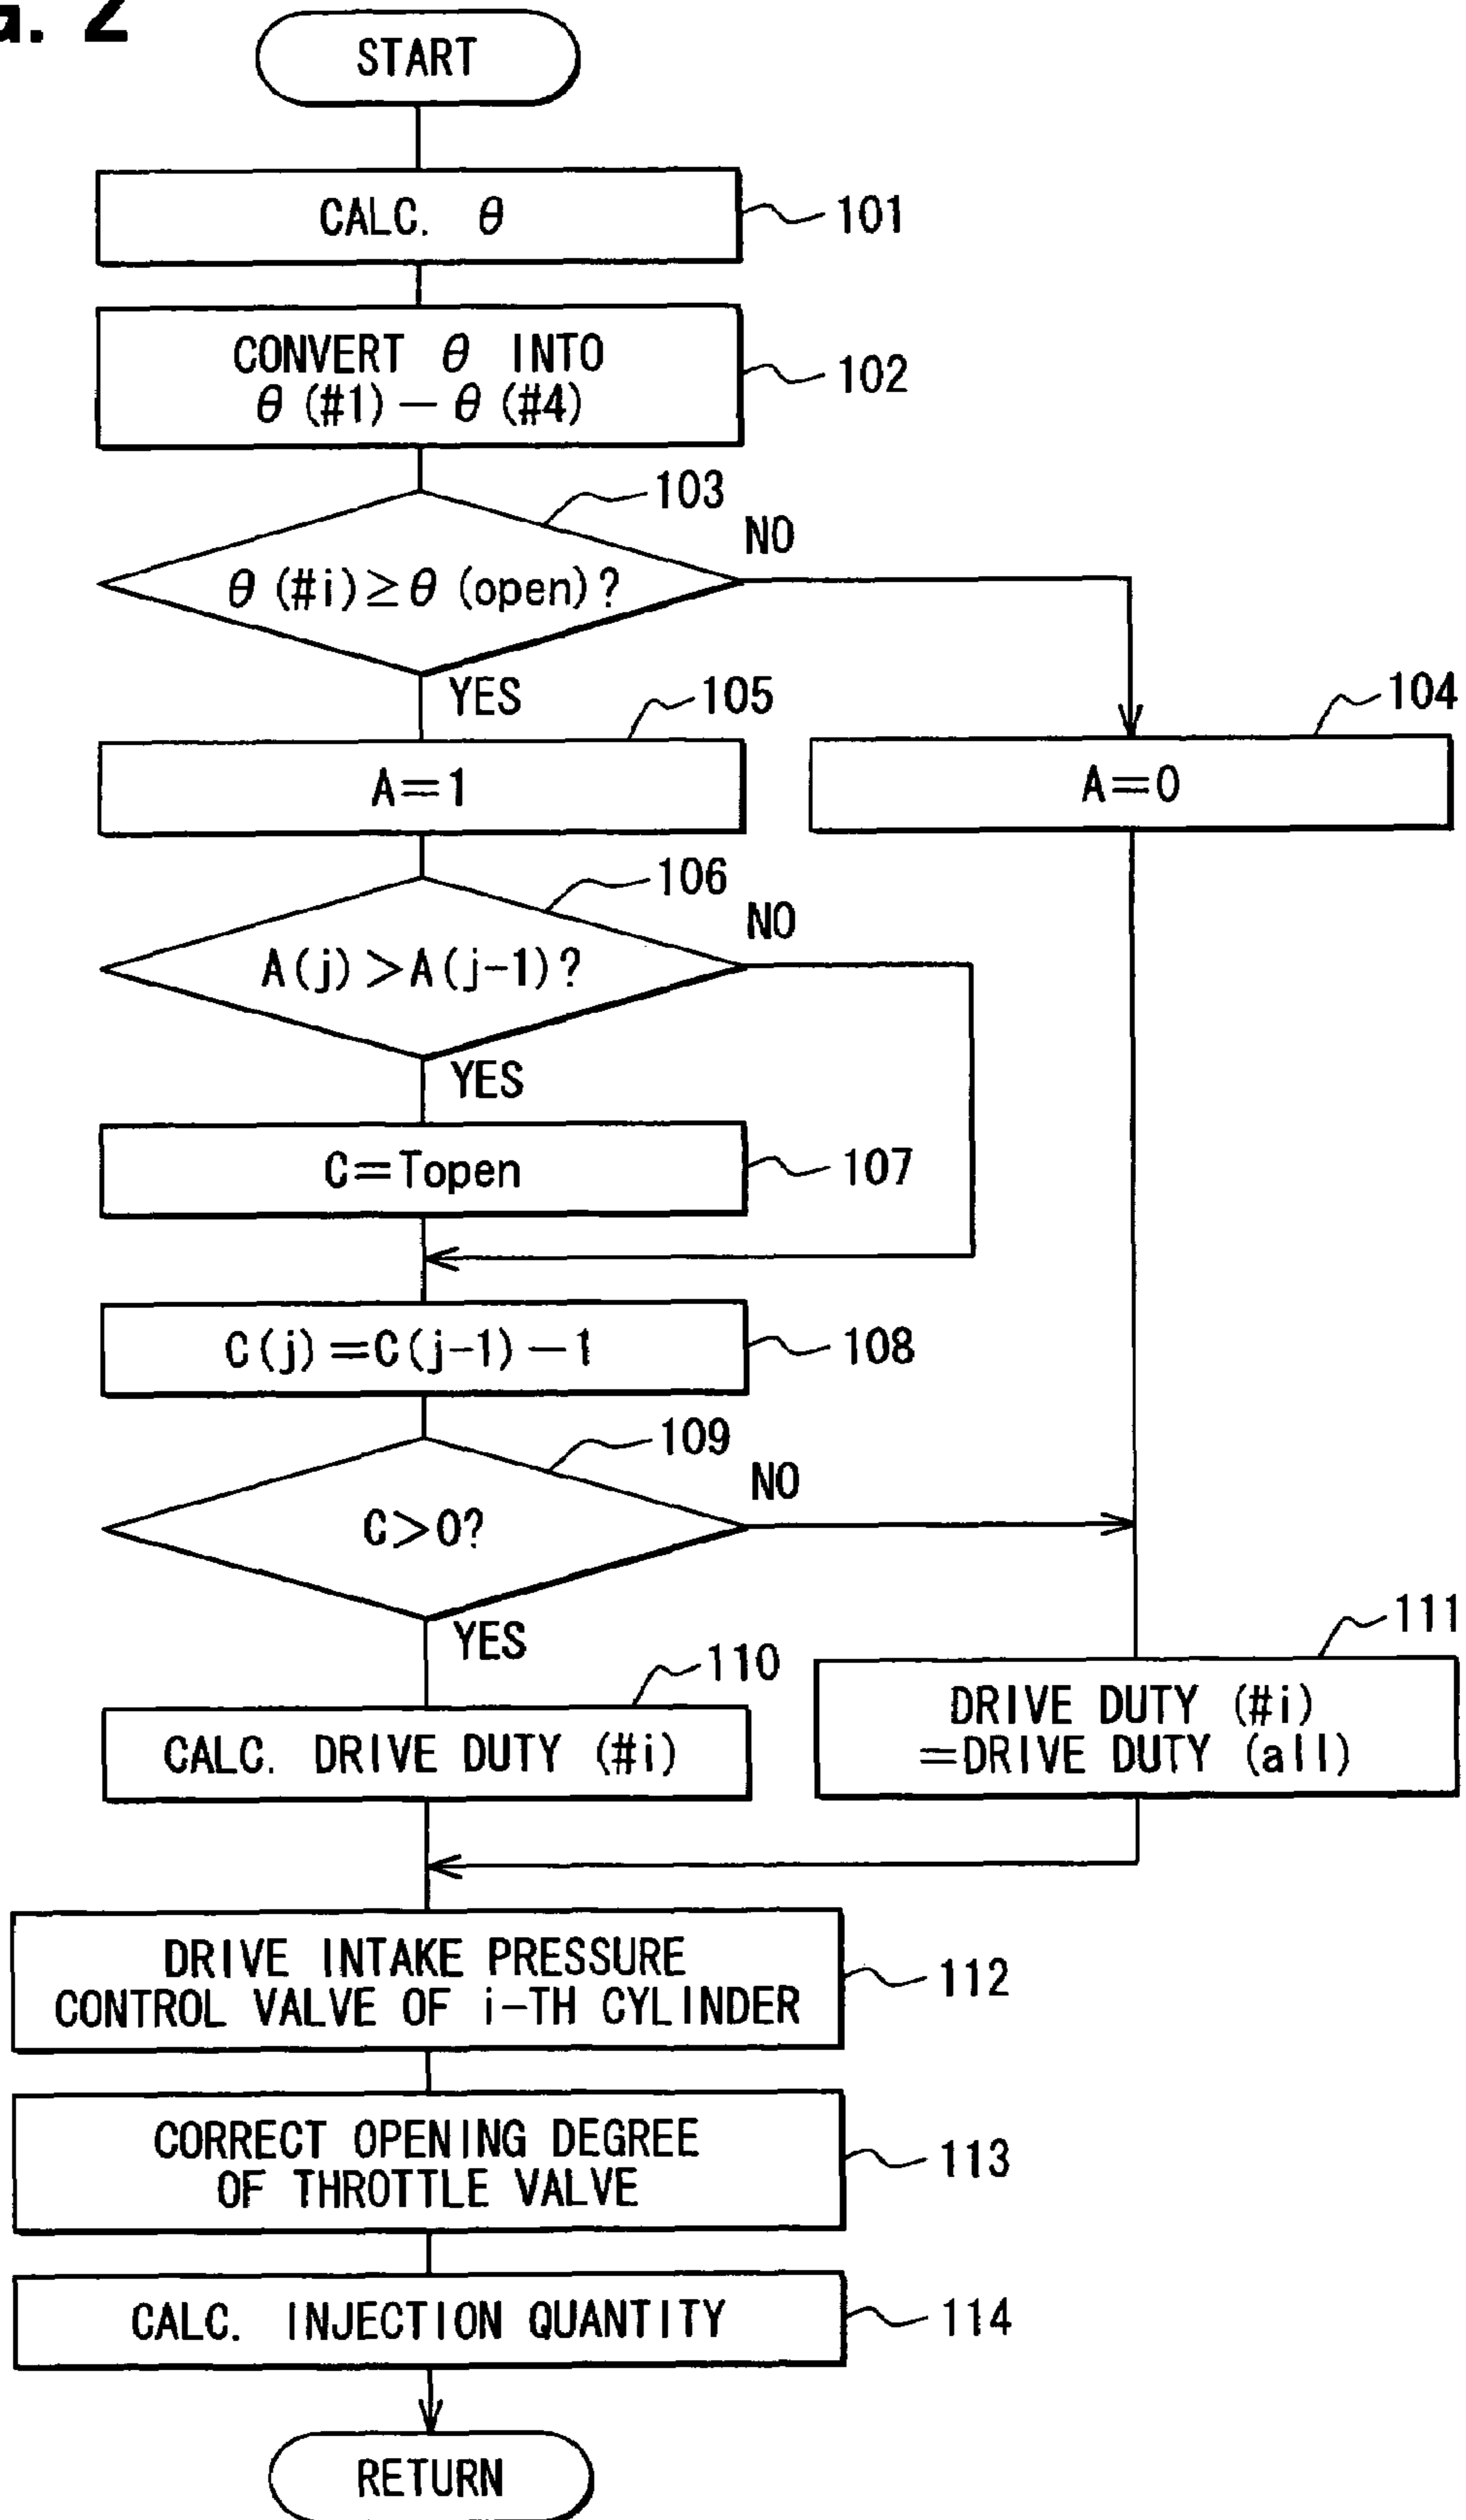 2
START
CALC. θ
101
CONVERT θ INTO
θ (#1) — θ (#4)
102
103
NO
θ (#i) ≥ θ (open)?
YES
105
104
A=1
A=0
106
NO
A(j) > A(j-1)?
YES
C=Topen
107
C(j) = C(j-1) — 1
108
109
NO
C>0?
YES
110
111
CALC. DRIVE DUTY (#i)
DRIVE DUTY (#i)
=DRIVE DUTY (all)
DRIVE INTAKE PRESSURE
CONTROL VALVE OF i-TH CYLINDER
112
CORRECT OPENING DEGREE
OF THROTTLE VALVE
113
CALC. INJECTION QUANTITY
114
RETURN